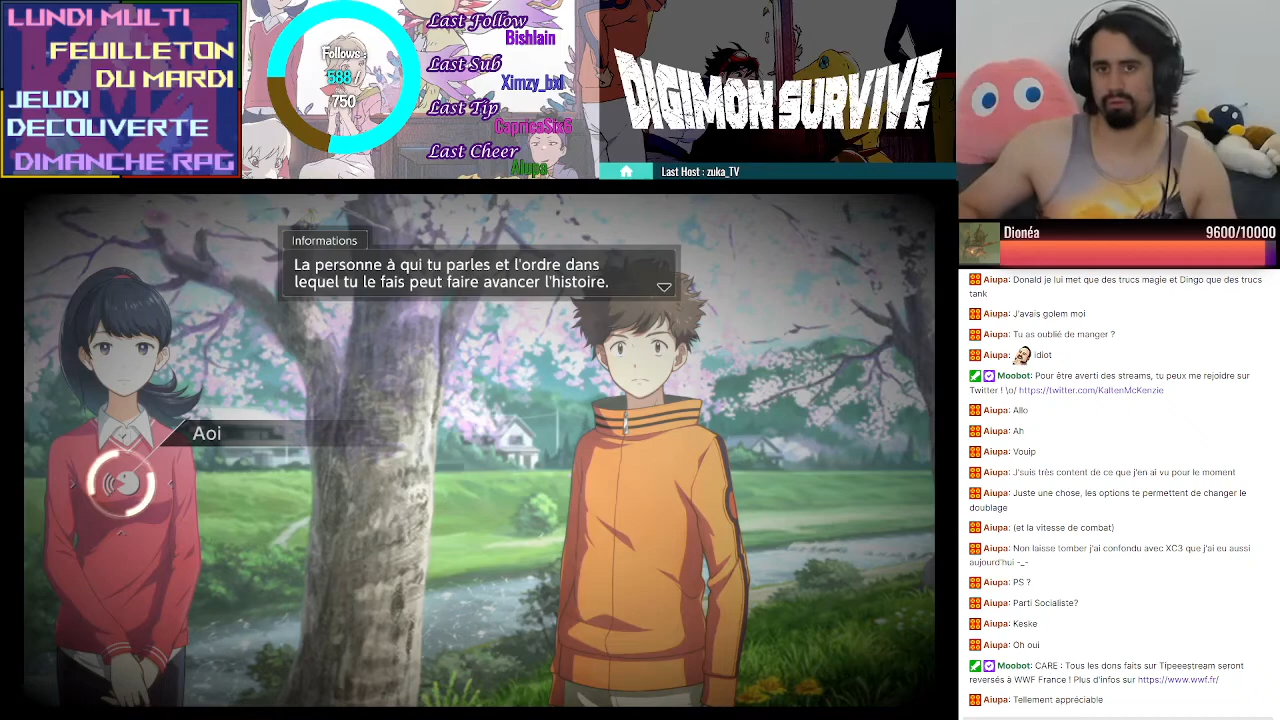 LUNDI MULTI
FEUILLETON
DU MARDI
JEUDI
DECOUVERTE
DIMANCHE RPG
Follows :
588 /
750
Last Follow
Bishlain
Last Sub
Ximzy_bxl
Last Tip
CapricaSix6
Last Cheer
Aiupa
DIGIMON SURVIVE
Last Host : zuka_TV
Dionéa 9600/10000
Informations
La personne à qui tu parles et l'ordre dans
lequel tu le fais peut faire avancer l'histoire.
Aoi
Aiupa: Donald je lui met que des trucs magie et Dingo que des trucs
tank
Aiupa: J'avais golem moi
Aiupa: Tu as oublié de manger ?
Aiupa: idiot
Moobot: Pour être averti des streams, tu peux me rejoindre sur
Twitter ! \o/ https://twitter.com/KaltenMcKenzie
Aiupa: Allo
Aiupa: Ah
Aiupa: Vouip
Aiupa: J'suis très content de ce que j'en ai vu pour le moment
Aiupa: Juste une chose, les options te permettent de changer le
doublage
Aiupa: (et la vitesse de combat)
Aiupa: Non laisse tomber j'ai confondu avec XC3 que j'ai eu aussi
aujourd'hui -_-
Aiupa: PS ?
Aiupa: Parti Socialiste?
Aiupa: Keske
Aiupa: Oh oui
Moobot: CARE : Tous les dons faits sur Tipeeestream seront
reversés à WWF France ! Plus d'infos sur https://www.wwf.fr/
Aiupa: Tellement appréciable